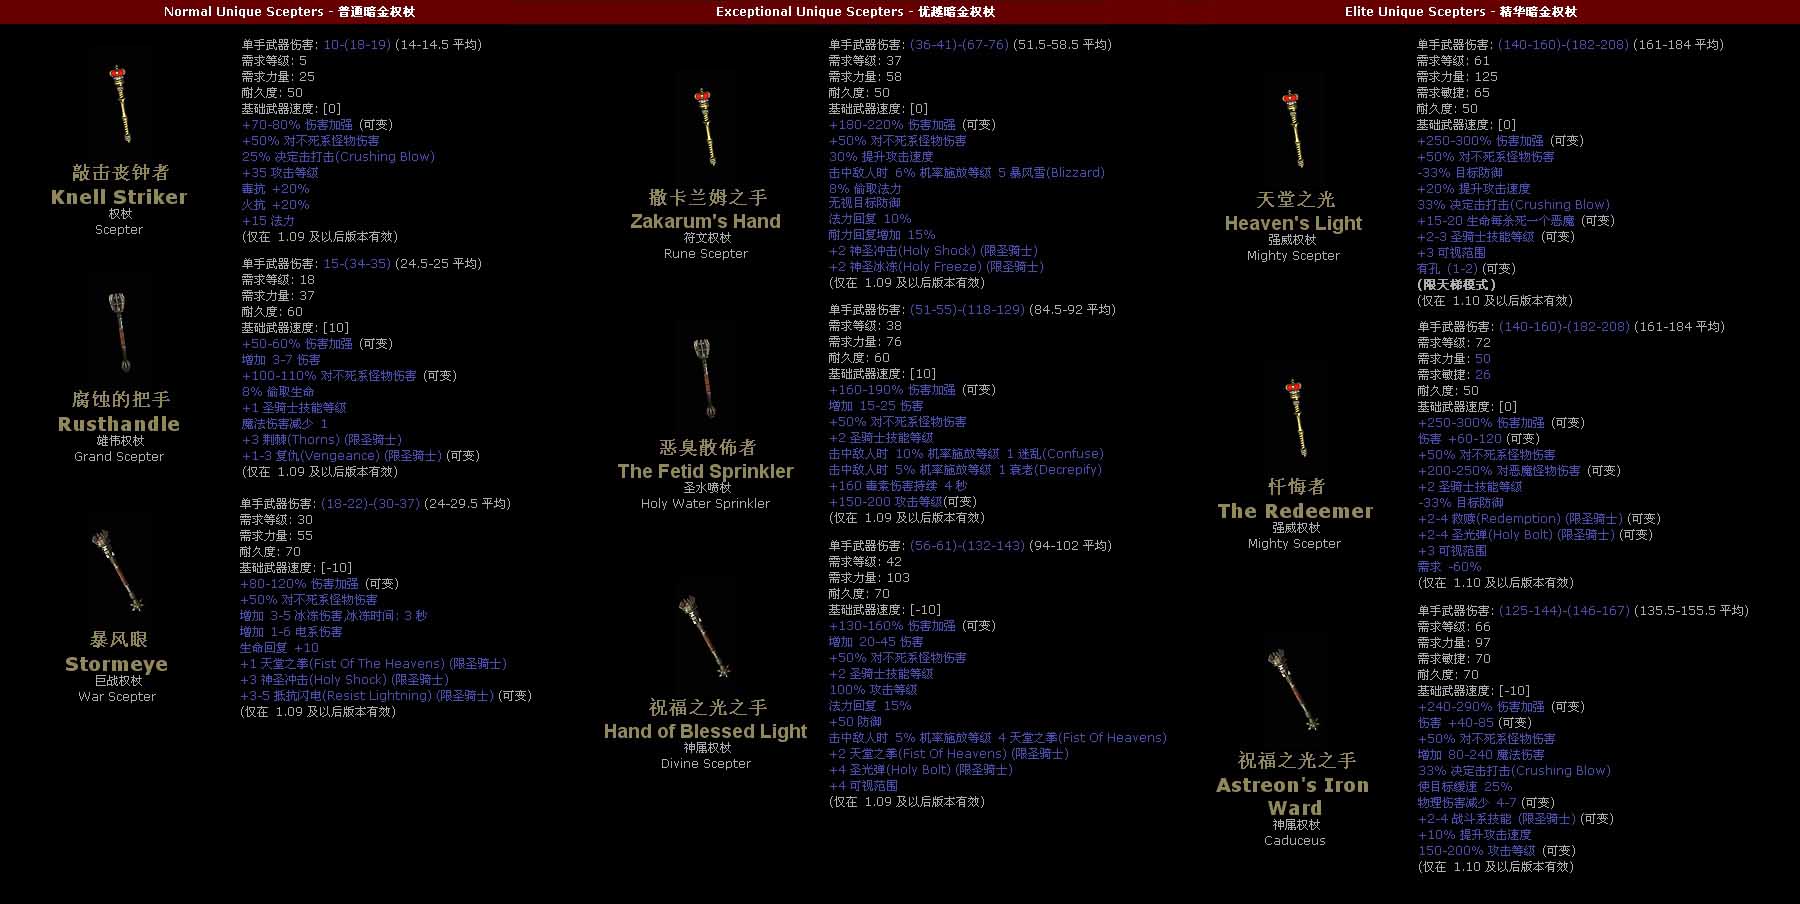 Normal Unique Scepters - 普通暗金权杖
敲击丧钟者
Knell Striker
权杖
Scepter
单手武器伤害: 10-(18-19) (14-14.5 平均)
需求等级: 5
需求力量: 25
耐久度: 50
基础武器速度: [0]
+70-80% 伤害加强 (可变)
+50% 对不死系怪物伤害
25% 决定击打击(Crushing Blow)
+35 攻击等级
毒抗 +20%
火抗 +20%
+15 法力
(仅在 1.09 及以后版本有效)
腐蚀的把手
Rusthandle
雄伟权杖
Grand Scepter
单手武器伤害: 15-(34-35) (24.5-25 平均)
需求等级: 18
需求力量: 37
耐久度: 60
基础武器速度: [10]
+50-60% 伤害加强 (可变)
增加 3-7 伤害
+100-110% 对不死系怪物伤害 (可变)
8% 偷取生命
+1 圣骑士技能等级
魔法伤害减少 1
+3 荆棘(Thorns) (限圣骑士)
+1-3 复仇(Vengeance) (限圣骑士) (可变)
(仅在 1.09 及以后版本有效)
暴风眼
Stormeye
巨战权杖
War Scepter
单手武器伤害: (18-22)-(30-37) (24-29.5 平均)
需求等级: 30
需求力量: 55
耐久度: 70
基础武器速度: [-10]
+80-120% 伤害加强 (可变)
+50% 对不死系怪物伤害
增加 3-5 冰冻伤害,冰冻时间: 3 秒
增加 1-6 电系伤害
生命回复 +10
+1 天堂之拳(Fist Of The Heavens) (限圣骑士)
+3 神圣冲击(Holy Shock) (限圣骑士)
+3-5 抵抗闪电(Resist Lightning) (限圣骑士) (可变)
(仅在 1.09 及以后版本有效)
Exceptional Unique Scepters - 优越暗金权杖
撒卡兰姆之手
Zakarum's Hand
符文权杖
Rune Scepter
单手武器伤害: (36-41)-(67-76) (51.5-58.5 平均)
需求等级: 37
需求力量: 58
耐久度: 50
基础武器速度: [0]
+180-220% 伤害加强 (可变)
+50% 对不死系怪物伤害
30% 提升攻击速度
击中敌人时 6% 机率施放等级 5 暴风雪(Blizzard)
8% 偷取法力
无视目标防御
法力回复 10%
耐力回复增加 15%
+2 神圣冲击(Holy Shock) (限圣骑士)
+2 神圣冰冻(Holy Freeze) (限圣骑士)
(仅在 1.09 及以后版本有效)
恶臭散佈者
The Fetid Sprinkler
圣水喷杖
Holy Water Sprinkler
单手武器伤害: (51-55)-(118-129) (84.5-92 平均)
需求等级: 38
需求力量: 76
耐久度: 60
基础武器速度: [10]
+160-190% 伤害加强 (可变)
增加 15-25 伤害
+50% 对不死系怪物伤害
+2 圣骑士技能等级
击中敌人时 10% 机率施放等级 1 迷乱(Confuse)
击中敌人时 5% 机率施放等级 1 衰老(Decrepify)
+160 毒素伤害持续 4 秒
+150-200 攻击等级(可变)
(仅在 1.09 及以后版本有效)
祝福之光之手
Hand of Blessed Light
神属权杖
Divine Scepter
单手武器伤害: (56-61)-(132-143) (94-102 平均)
需求等级: 42
需求力量: 103
耐久度: 70
基础武器速度: [-10]
+130-160% 伤害加强 (可变)
增加 20-45 伤害
+50% 对不死系怪物伤害
+2 圣骑士技能等级
100% 攻击等级
法力回复 15%
+50 防御
击中敌人时 5% 机率施放等级 4 天堂之拳(Fist Of Heavens)
+2 天堂之拳(Fist Of Heavens) (限圣骑士)
+4 圣光弹(Holy Bolt) (限圣骑士)
+4 可视范围
(仅在 1.09 及以后版本有效)
Elite Unique Scepters - 精华暗金权杖
天堂之光
Heaven's Light
强威权杖
Mighty Scepter
单手武器伤害: (140-160)-(182-208) (161-184 平均)
需求等级: 61
需求力量: 125
需求敏捷: 65
耐久度: 50
基础武器速度: [0]
+250-300% 伤害加强 (可变)
+50% 对不死系怪物伤害
-33% 目标防御
+20% 提升攻击速度
33% 决定击打击(Crushing Blow)
+15-20 生命每杀死一个恶魔 (可变)
+2-3 圣骑士技能等级 (可变)
+3 可视范围
有孔 (1-2) (可变)
(限天梯模式)
(仅在 1.10 及以后版本有效)
忏悔者
The Redeemer
强威权杖
Mighty Scepter
单手武器伤害: (140-160)-(182-208) (161-184 平均)
需求等级: 72
需求力量: 50
需求敏捷: 26
耐久度: 50
基础武器速度: [0]
+250-300% 伤害加强 (可变)
伤害 +60-120 (可变)
+50% 对不死系怪物伤害
+200-250% 对恶魔怪物伤害 (可变)
+2 圣骑士技能等级
-33% 目标防御
+2-4 救赎(Redemption) (限圣骑士) (可变)
+2-4 圣光弹(Holy Bolt) (限圣骑士) (可变)
+3 可视范围
需求 -60%
(仅在 1.10 及以后版本有效)
祝福之光之手
Astreon's Iron
Ward
神属权杖
Caduceus
单手武器伤害: (125-144)-(146-167) (135.5-155.5 平均)
需求等级: 66
需求力量: 97
需求敏捷: 70
耐久度: 70
基础武器速度: [-10]
+240-290% 伤害加强 (可变)
伤害 +40-85 (可变)
+50% 对不死系怪物伤害
增加 80-240 魔法伤害
33% 决定击打击(Crushing Blow)
使目标缓速 25%
物理伤害减少 4-7 (可变)
+2-4 战斗系技能 (限圣骑士) (可变)
+10% 提升攻击速度
150-200% 攻击等级 (可变)
(仅在 1.10 及以后版本有效)